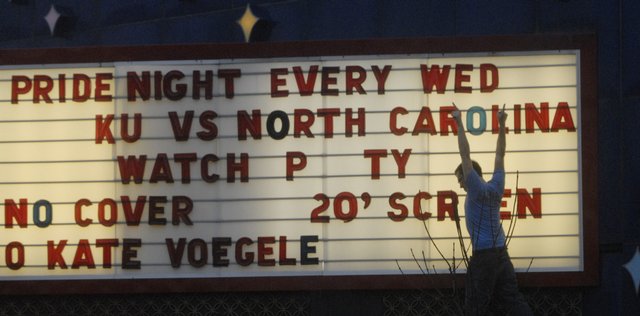 PRIDE NIGHT EVERY WED
KU VS NORTH CAROLINA
WATCH P TY
NO COVER 20' SCREEN
O KATE VOEGELE